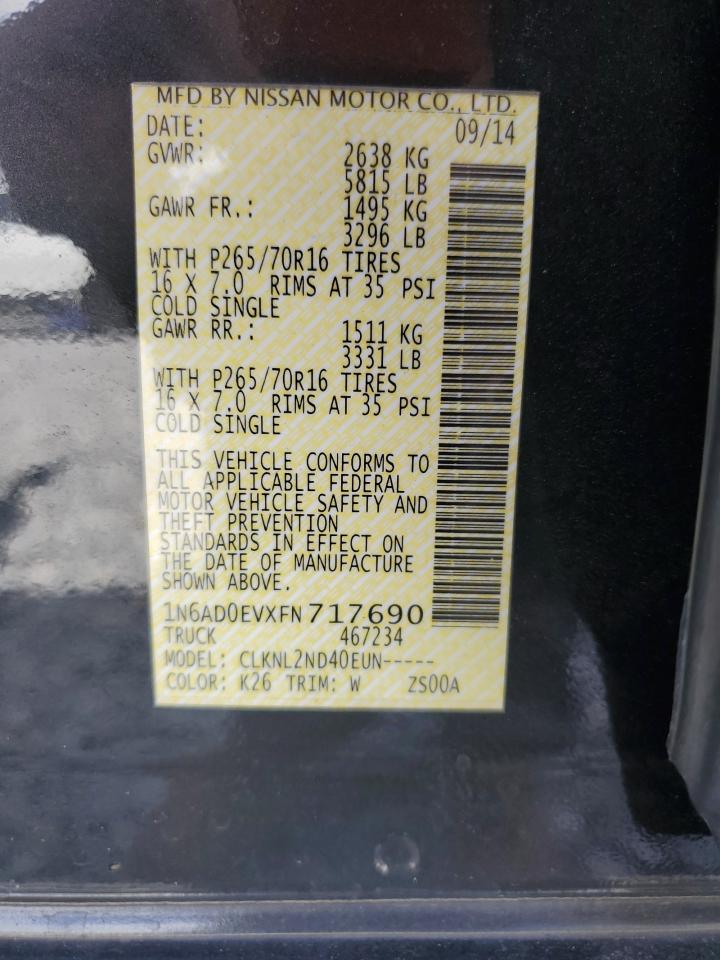 MFD BY NISSAN MOTOR CO., LTD.
DATE: 09/14
GVWR: 2638 KG
5815 LB
GAWR FR.: 1495 KG
3296 LB
WITH P265/70R16 TIRES
16 X 7.0 RIMS AT 35 PSI
COLD SINGLE
GAWR RR.: 1511 KG
3331 LB
WITH P265/70R16 TIRES
16 X 7.0 RIMS AT 35 PSI
COLD SINGLE
THIS VEHICLE CONFORMS TO
ALL APPLICABLE FEDERAL
MOTOR VEHICLE SAFETY AND
THEFT PREVENTION
STANDARDS IN EFFECT ON
THE DATE OF MANUFACTURE
SHOWN ABOVE.
1N6AD0EVXFN717690
TRUCK 467234
MODEL: CLKNL2ND40EUN-----
COLOR: K26 TRIM: W ZS00A